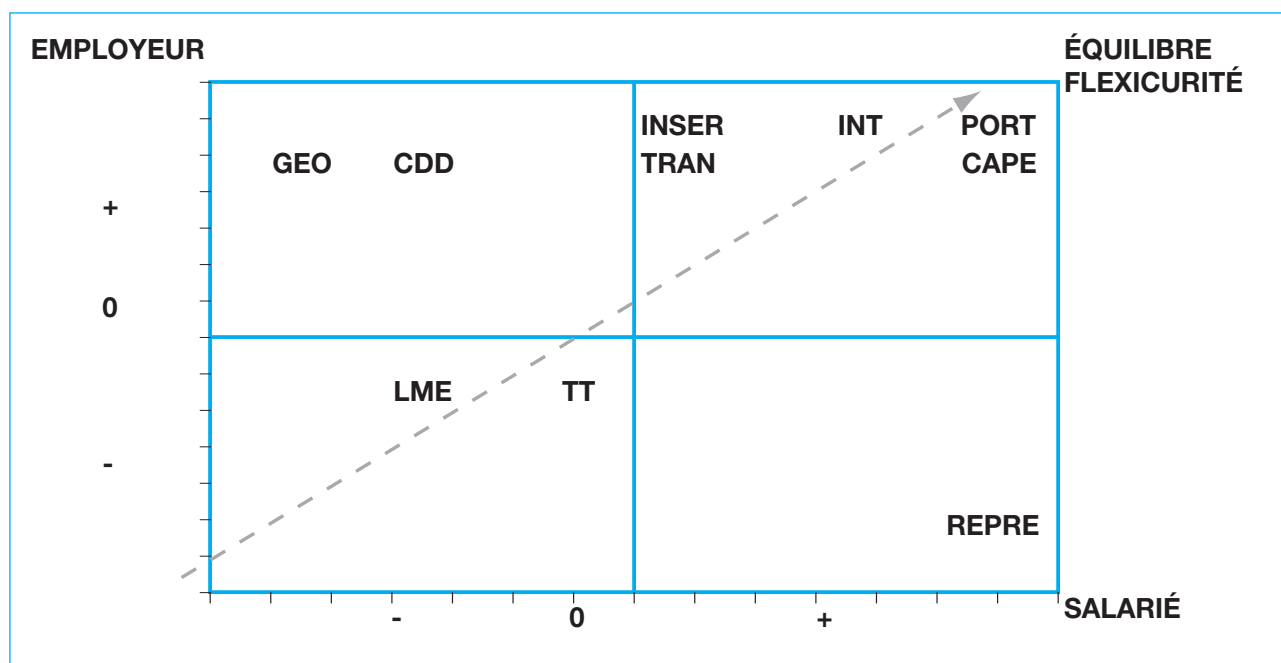 EMPLOYEUR
ÉQUILIBRE
FLEXICURITÉ
INSER
INT
PORT
GEO
CDD
TRAN
CAPE
+
0
LME
TT
-
REPRE
-
0
+
SALARIÉ